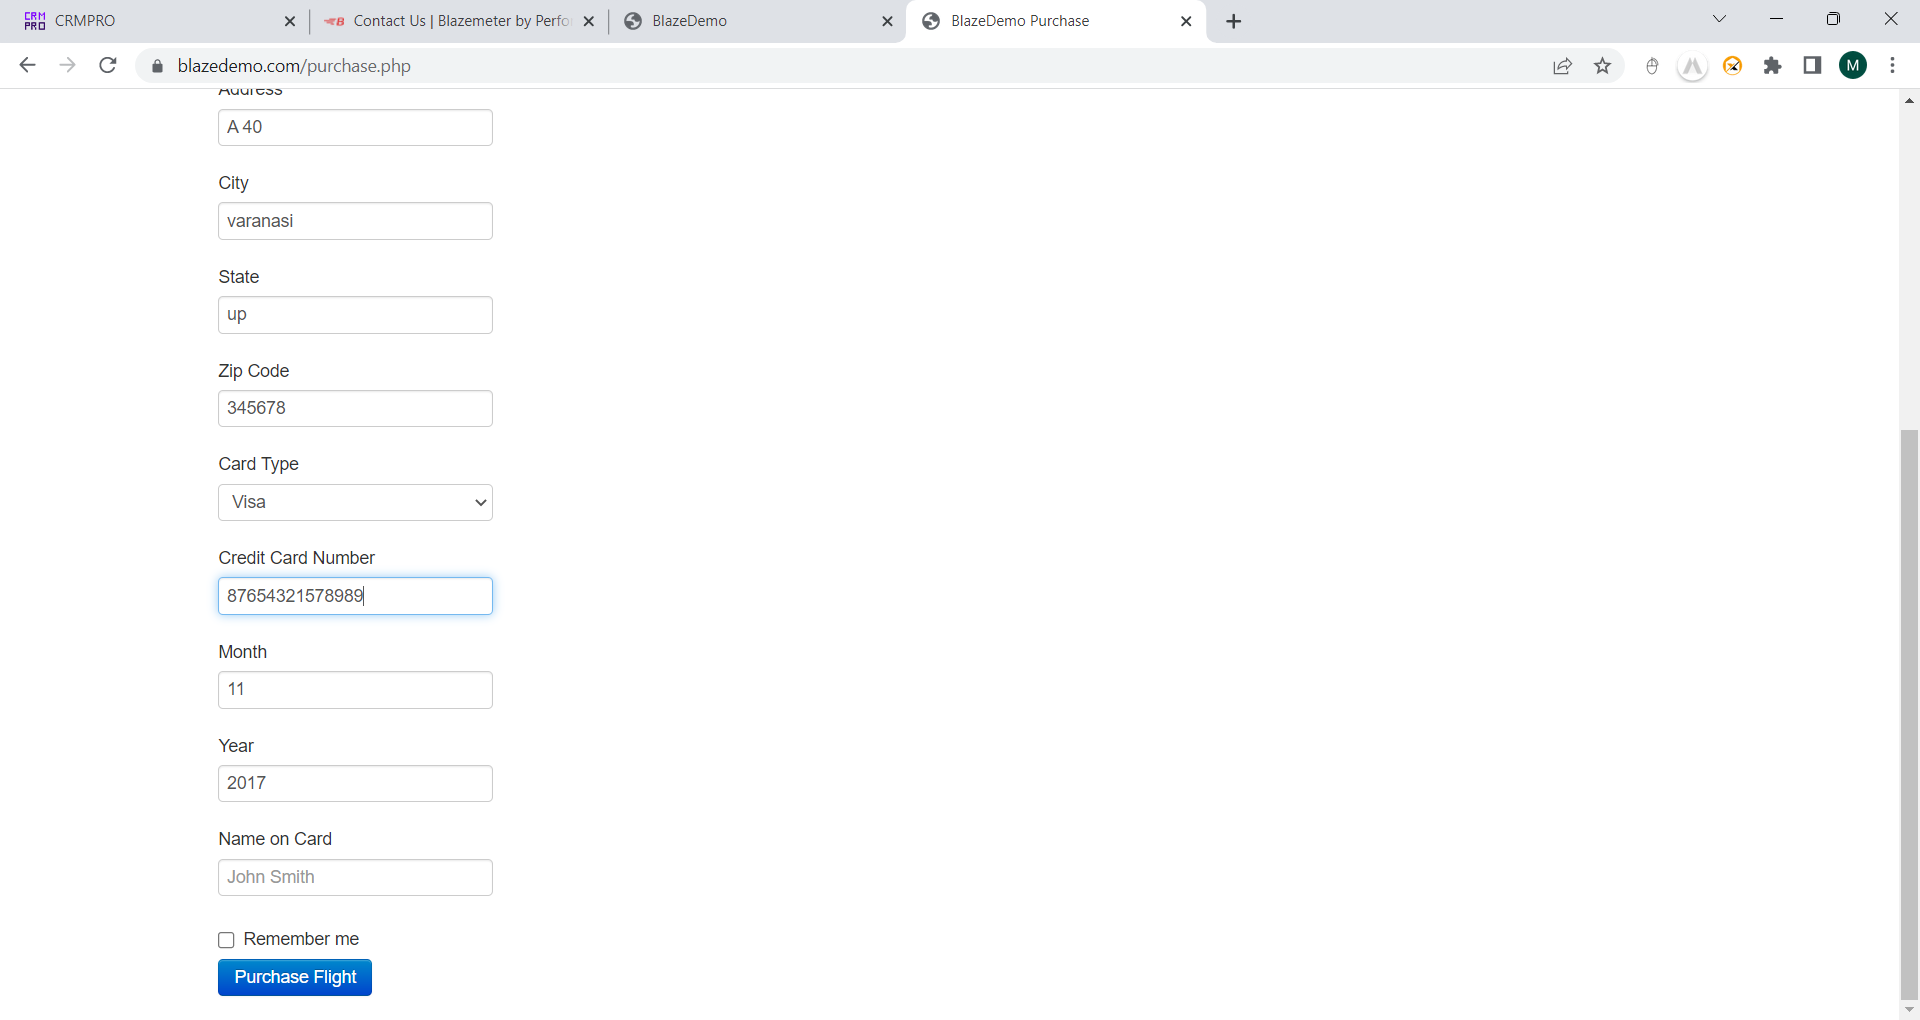 CRM PRO CRMPRO
Contact Us | Blazemeter by Perfo
BlazeDemo
BlazeDemo Purchase
blazedemo.com/purchase.php
M
Address
A 40
City
varanasi
State
up
Zip Code
345678
Card Type
Visa
Credit Card Number
87654321578989
Month
11
Year
2017
Name on Card
John Smith
Remember me
Purchase Flight